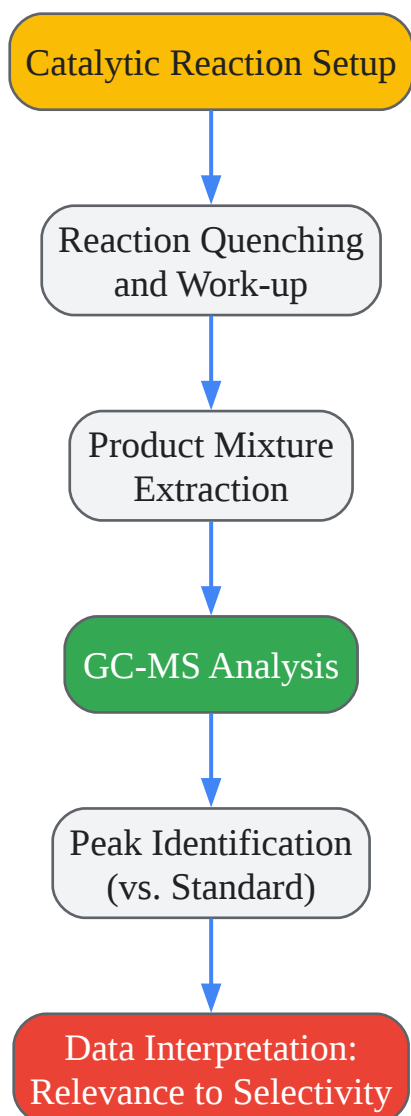 Catalytic Reaction Setup
Reaction Quenching
and Work-up
Product Mixture
Extraction
GC-MS Analysis
Peak Identification
(vs. Standard)
Data Interpretation:
Relevance to Selectivity